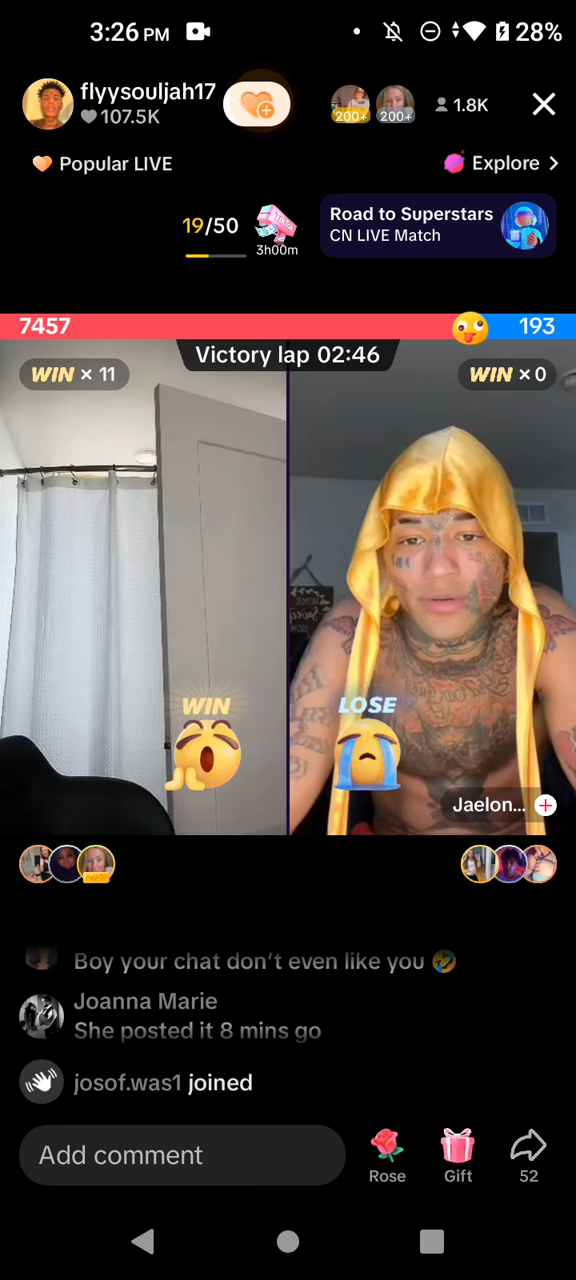 3:26 PM
28%
flyysouljah17
107.5K
200+
200+
1.8K
Popular LIVE
Explore
19/50
3h00m
Road to Superstars
CN LIVE Match
7457
193
Victory lap 02:46
WIN × 11
WIN × 0
WIN
LOSE
Jaelon...
Boy your chat don't even like you 🤣
Joanna Marie
She posted it 8 mins go
josof.was1 joined
Add comment
Rose
Gift
52